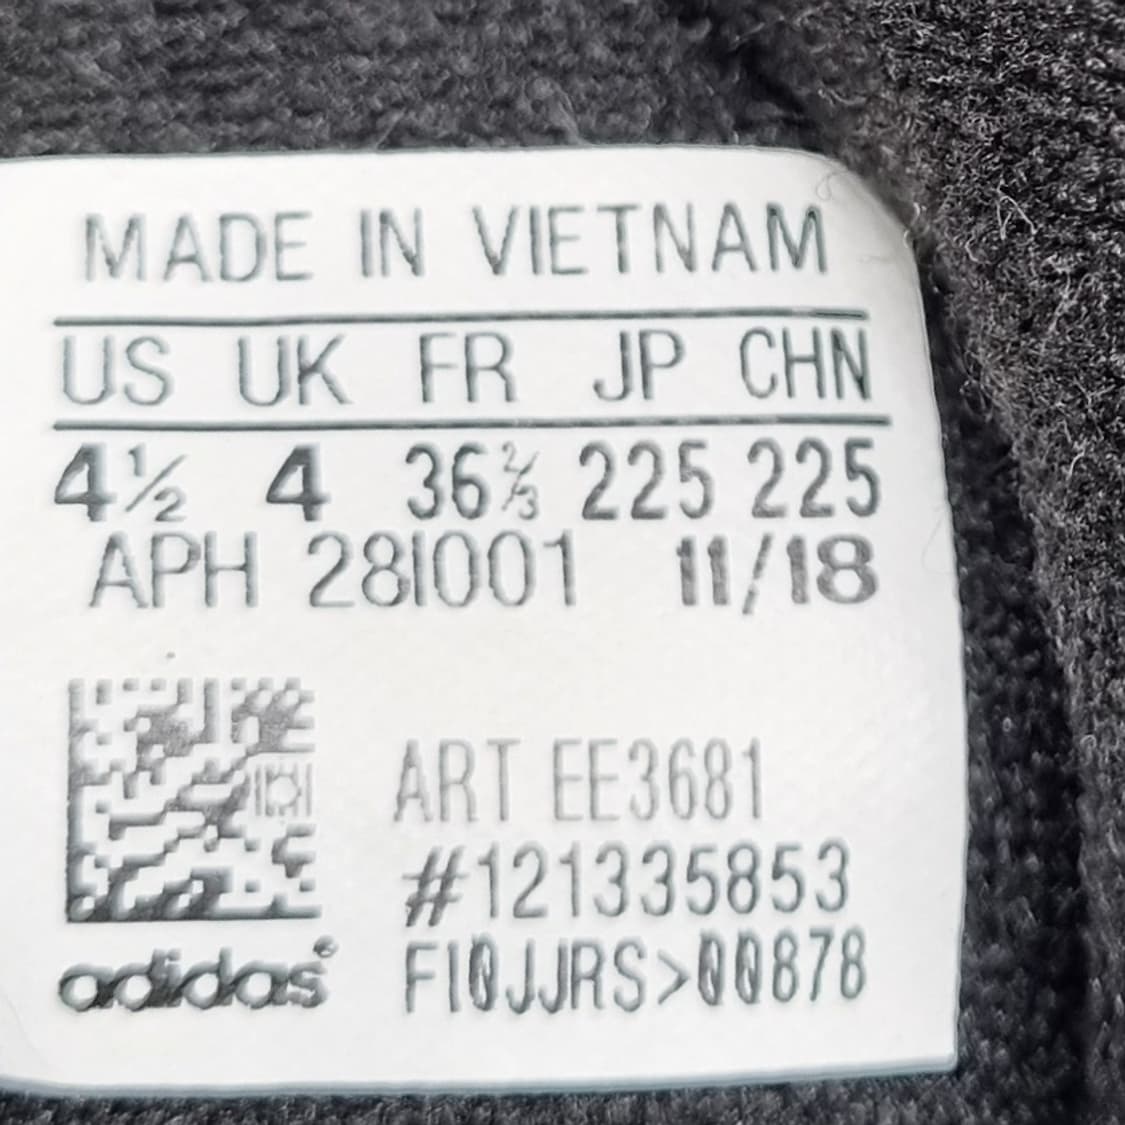 MADE IN VIETNAM
US UK FR JP CHN
4½ 4 36⅔ 225 225
APH 28I001 11/18
ART EE3681
#121335853
adidas®
F10JJRS>00878